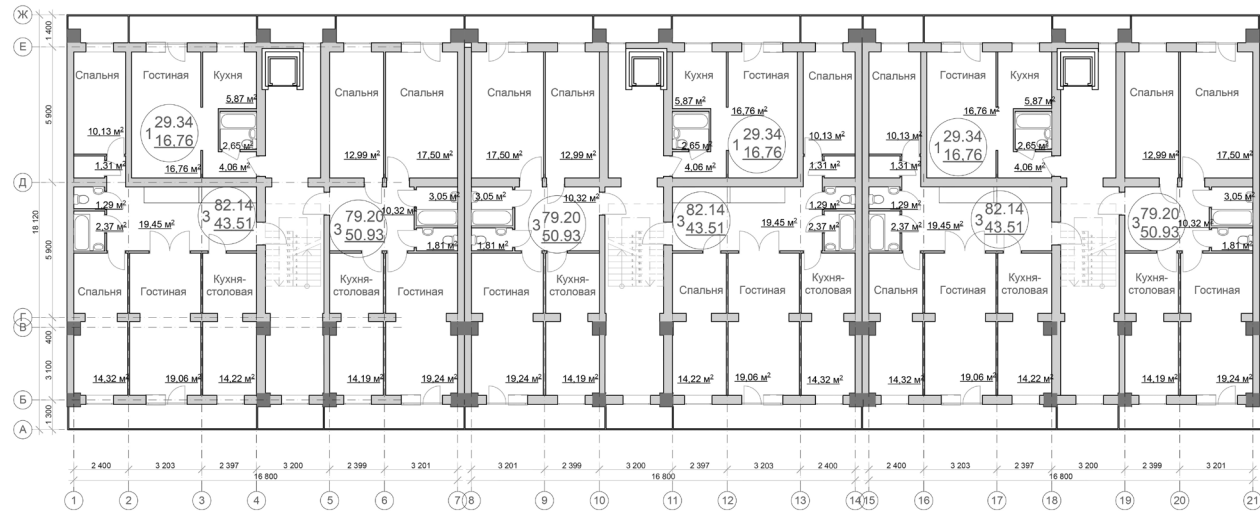 Ж
Е
Д
Г
В
Б
А
1 400
5 900
18 120
5 900
400
3 100
1 300
Спальня
Гостиная
Кухня
Спальня
Спальня
Спальня
Спальня
Кухня
Гостиная
Спальня
Спальня
Гостиная
Кухня
Спальня
Спальня
5,87 м²
5,87 м²
16,76 м²
16,76 м²
5,87 м²
10,13 м²
1
29.34
16.76
2,65 м²
12,99 м²
17,50 м²
17,50 м²
12,99 м²
2,65 м²
1
29.34
16.76
10,13 м²
10,13 м²
1
29.34
16.76
2,65 м²
12,99 м²
17,50 м²
1,31 м²
16,76 м²
4,06 м²
4,06 м²
1,31 м²
1,31 м²
4,06 м²
1,29 м²
2,37 м²
19,45 м²
3
82.14
43.51
3
79.20
50.93
10,32 м²
3,05 м²
1,81 м²
3,05 м²
1,81 м²
3
79.20
50.93
10,32 м²
3
82.14
43.51
19,45 м²
1,29 м²
2,37 м²
1,29 м²
2,37 м²
19,45 м²
3
82.14
43.51
3
79.20
50.93
10,32 м²
3,05 м²
1,81 м²
Спальня
Гостиная
Кухня-
столовая
Кухня-
столовая
Гостиная
Гостиная
Кухня-
столовая
Спальня
Гостиная
Кухня-
столовая
Спальня
Гостиная
Кухня-
столовая
Кухня-
столовая
Гостиная
14,32 м²
19,06 м²
14,22 м²
14,19 м²
19,24 м²
19,24 м²
14,19 м²
14,22 м²
19,06 м²
14,32 м²
14,32 м²
19,06 м²
14,22 м²
14,19 м²
19,24 м²
2 400
3 203
2 397
3 200
2 399
3 201
3 201
2 399
3 200
2 397
3 203
2 400
2 400
3 203
2 397
3 200
2 399
3 201
16 800
16 800
16 800
1
2
3
4
5
6
7
8
9
10
11
12
13
14
15
16
17
18
19
20
21